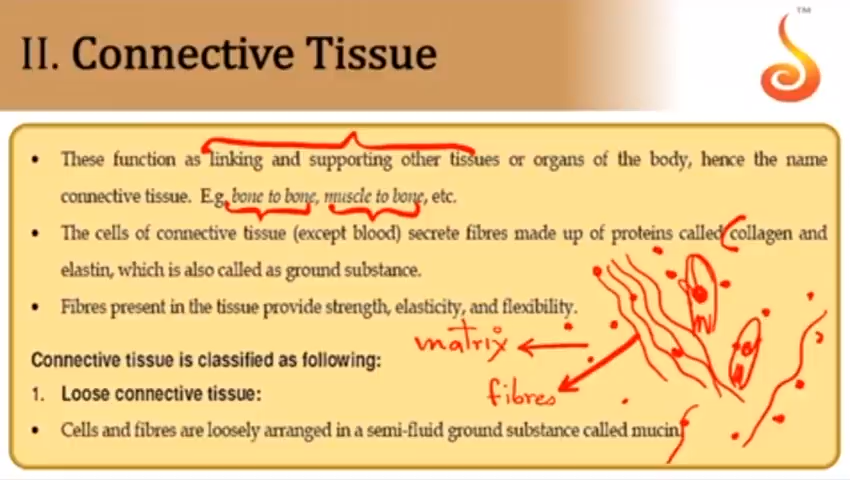 ™
II. Connective Tissue
• These function as linking and supporting other tissues or organs of the body, hence the name
connective tissue. E.g. bone to bone, muscle to bone, etc.
• The cells of connective tissue (except blood) secrete fibres made up of proteins called collagen and
elastin, which is also called as ground substance.
• Fibres present in the tissue provide strength, elasticity, and flexibility.
matrix
Connective tissue is classified as following:
fibres
1. Loose connective tissue:
• Cells and fibres are loosely arranged in a semi-fluid ground substance called mucin